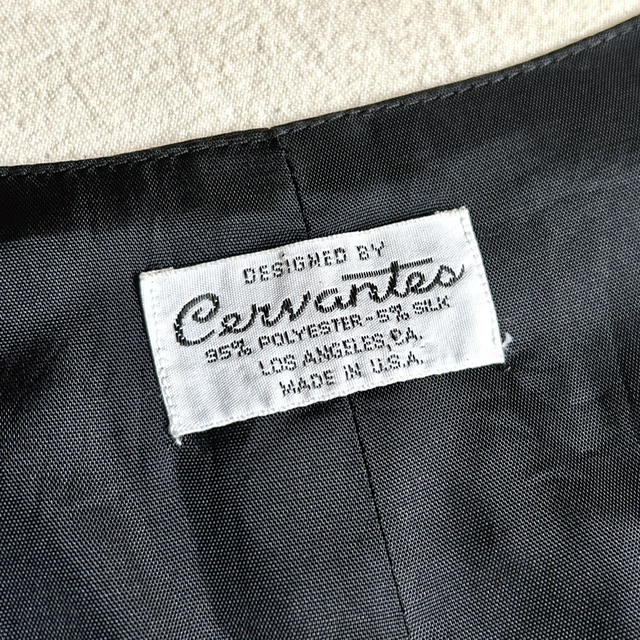 DESIGNED BY
Cervantes
95% POLYESTER-5% SILK
LOS ANGELES, CA.
MADE IN U.S.A.